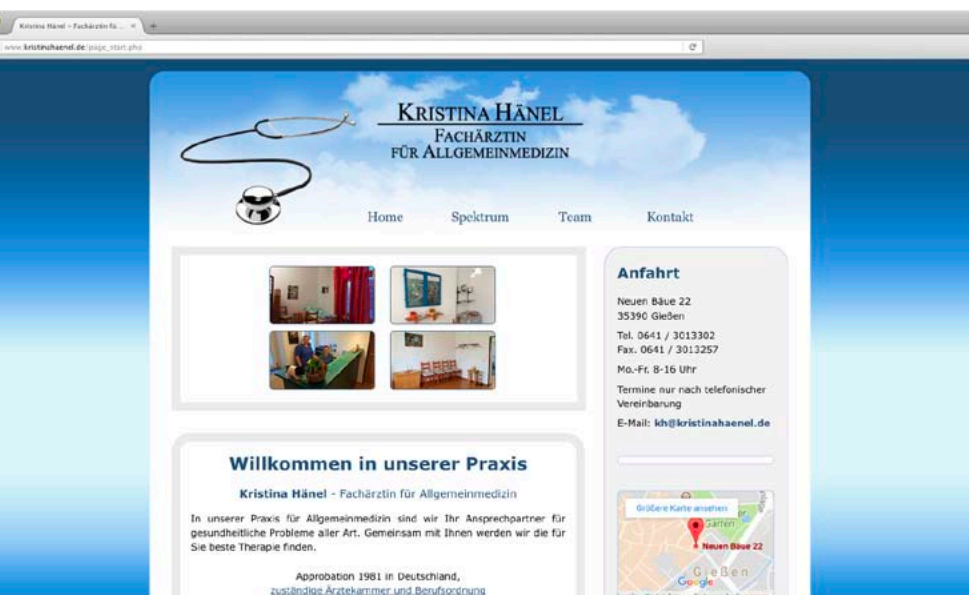 Kristina Hänel - Fachärztin fü...
www.kristinahaenel.de/page_start.php
KRISTINA HÄNEL
FACHÄRZTIN
FÜR ALLGEMEINMEDIZIN
Home Spektrum Team Kontakt
Anfahrt
Neuen Bäue 22
35390 Gießen
Tel. 0641 / 3013302
Fax. 0641 / 3013257
Mo.-Fr. 8-16 Uhr
Termine nur nach telefonischer
Vereinbarung
E-Mail: kh@kristinahaenel.de
Willkommen in unserer Praxis
Kristina Hänel - Fachärztin für Allgemeinmedizin
In unserer Praxis für Allgemeinmedizin sind wir Ihr Ansprechpartner für
gesundheitliche Probleme aller Art. Gemeinsam mit Ihnen werden wir die für
Sie beste Therapie finden.
Approbation 1981 in Deutschland,
zuständige Ärztekammer und Berufsordnung
Größere Karte ansehen
Garten
Neuen Bäue 22
Gießen
Google